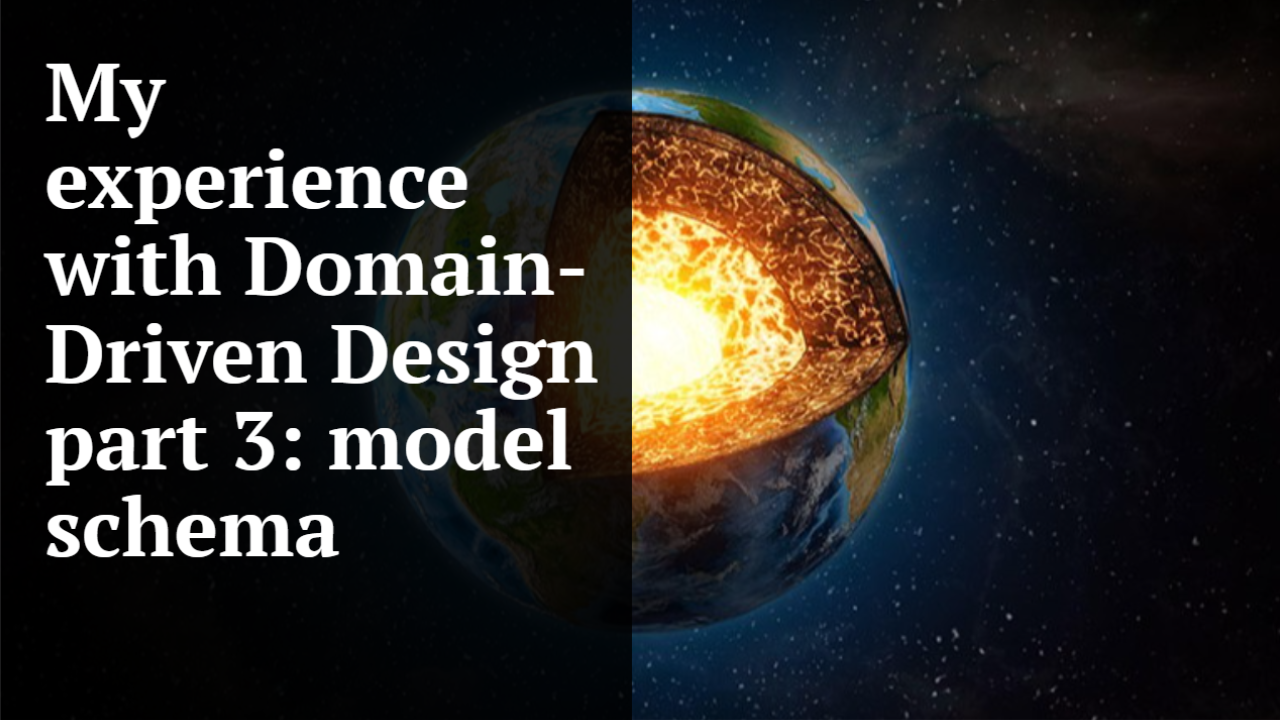 My
experience
with Domain-
Driven Design
part 3: model
schema